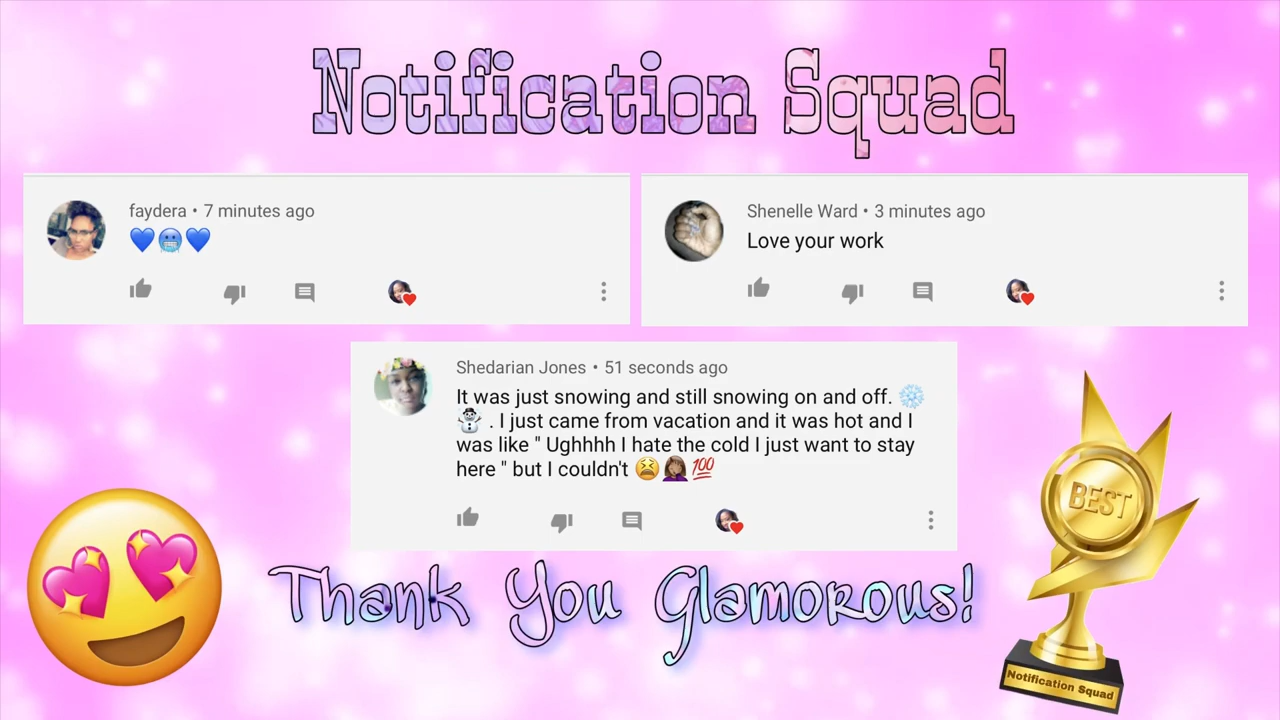 Notification Squad
faydera • 7 minutes ago
💙🥶💙
Shenelle Ward • 3 minutes ago
Love your work
Shedarian Jones • 51 seconds ago
It was just snowing and still snowing on and off. ❄️
⛄ . I just came from vacation and it was hot and I
was like " Ughhhh I hate the cold I just want to stay
here " but I couldn't 😫🤦🏾‍♀️💯
BEST
Thank You Glamorous!
Notification Squad